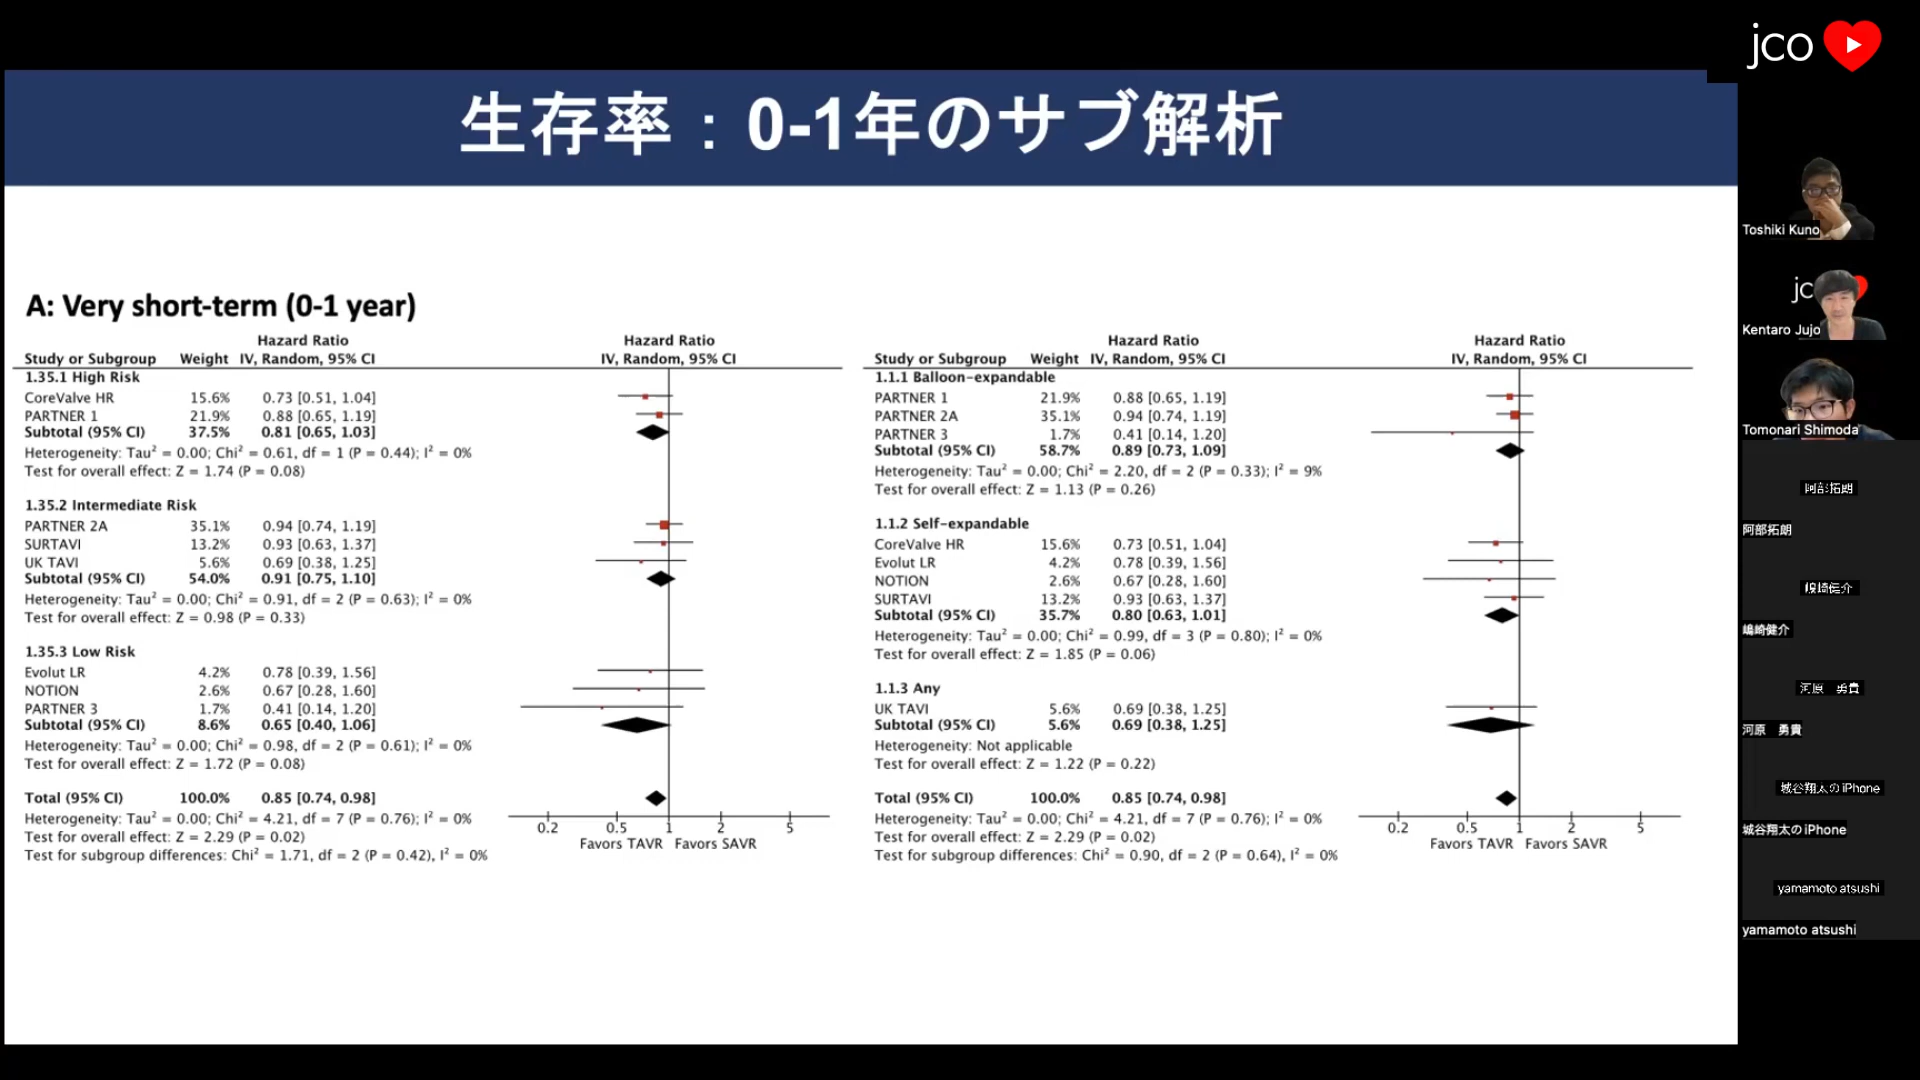 jco
生存率：0-1年のサブ解析
A: Very short-term (0-1 year)
Hazard Ratio Hazard Ratio
Study or Subgroup Weight IV, Random, 95% CI IV, Random, 95% CI
1.35.1 High Risk
CoreValve HR 15.6% 0.73 [0.51, 1.04]
PARTNER 1 21.9% 0.88 [0.65, 1.19]
Subtotal (95% CI) 37.5% 0.81 [0.65, 1.03]
Heterogeneity: Tau² = 0.00; Chi² = 0.61, df = 1 (P = 0.44); I² = 0%
Test for overall effect: Z = 1.74 (P = 0.08)
1.35.2 Intermediate Risk
PARTNER 2A 35.1% 0.94 [0.74, 1.19]
SURTAVI 13.2% 0.93 [0.63, 1.37]
UK TAVI 5.6% 0.69 [0.38, 1.25]
Subtotal (95% CI) 54.0% 0.91 [0.75, 1.10]
Heterogeneity: Tau² = 0.00; Chi² = 0.91, df = 2 (P = 0.63); I² = 0%
Test for overall effect: Z = 0.98 (P = 0.33)
1.35.3 Low Risk
Evolut LR 4.2% 0.78 [0.39, 1.56]
NOTION 2.6% 0.67 [0.28, 1.60]
PARTNER 3 1.7% 0.41 [0.14, 1.20]
Subtotal (95% CI) 8.6% 0.65 [0.40, 1.06]
Heterogeneity: Tau² = 0.00; Chi² = 0.98, df = 2 (P = 0.61); I² = 0%
Test for overall effect: Z = 1.72 (P = 0.08)
Total (95% CI) 100.0% 0.85 [0.74, 0.98]
Heterogeneity: Tau² = 0.00; Chi² = 4.21, df = 7 (P = 0.76); I² = 0%
Test for overall effect: Z = 2.29 (P = 0.02)
Test for subgroup differences: Chi² = 1.71, df = 2 (P = 0.42), I² = 0%
0.2 0.5 1 2 5
Favors TAVR Favors SAVR
Hazard Ratio Hazard Ratio
Study or Subgroup Weight IV, Random, 95% CI IV, Random, 95% CI
1.1.1 Balloon-expandable
PARTNER 1 21.9% 0.88 [0.65, 1.19]
PARTNER 2A 35.1% 0.94 [0.74, 1.19]
PARTNER 3 1.7% 0.41 [0.14, 1.20]
Subtotal (95% CI) 58.7% 0.89 [0.73, 1.09]
Heterogeneity: Tau² = 0.00; Chi² = 2.20, df = 2 (P = 0.33); I² = 9%
Test for overall effect: Z = 1.13 (P = 0.26)
1.1.2 Self-expandable
CoreValve HR 15.6% 0.73 [0.51, 1.04]
Evolut LR 4.2% 0.78 [0.39, 1.56]
NOTION 2.6% 0.67 [0.28, 1.60]
SURTAVI 13.2% 0.93 [0.63, 1.37]
Subtotal (95% CI) 35.7% 0.80 [0.63, 1.01]
Heterogeneity: Tau² = 0.00; Chi² = 0.99, df = 3 (P = 0.80); I² = 0%
Test for overall effect: Z = 1.85 (P = 0.06)
1.1.3 Any
UK TAVI 5.6% 0.69 [0.38, 1.25]
Subtotal (95% CI) 5.6% 0.69 [0.38, 1.25]
Heterogeneity: Not applicable
Test for overall effect: Z = 1.22 (P = 0.22)
Total (95% CI) 100.0% 0.85 [0.74, 0.98]
Heterogeneity: Tau² = 0.00; Chi² = 4.21, df = 7 (P = 0.76); I² = 0%
Test for overall effect: Z = 2.29 (P = 0.02)
Test for subgroup differences: Chi² = 0.90, df = 2 (P = 0.64), I² = 0%
0.2 0.5 1 2 5
Favors TAVR Favors SAVR
Toshiki Kuno
jc
Kentaro Jujo
Tomonari Shimoda
阿部拓朗
阿部拓朗
嶋崎健介
嶋崎健介
河原 勇貴
河原 勇貴
城谷翔太のiPhone
城谷翔太のiPhone
yamamoto atsushi
yamamoto atsushi